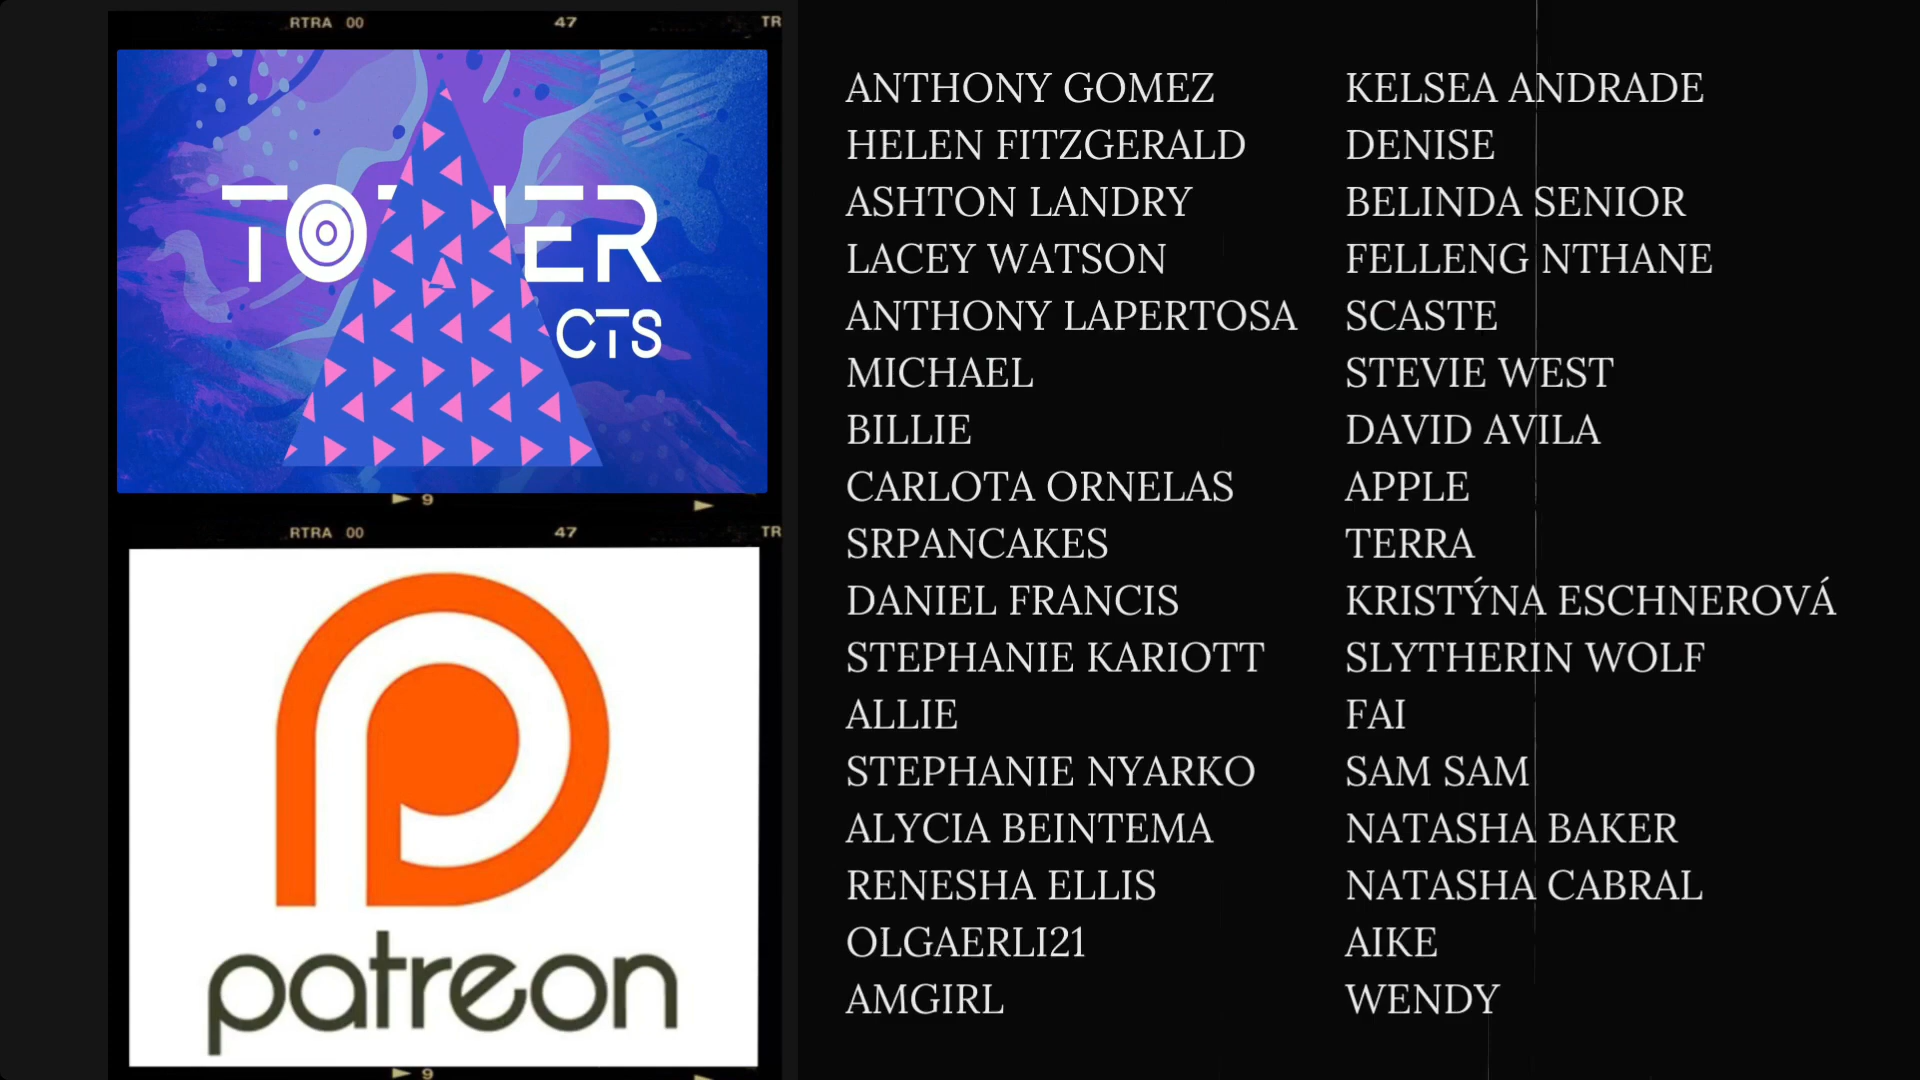 RTRA 00 47 TR
CTS
9
RTRA 00 47 TR
patreon
9
ANTHONY GOMEZ
HELEN FITZGERALD
ASHTON LANDRY
LACEY WATSON
ANTHONY LAPERTOSA
MICHAEL
BILLIE
CARLOTA ORNELAS
SRPANCAKES
DANIEL FRANCIS
STEPHANIE KARIOTT
ALLIE
STEPHANIE NYARKO
ALYCIA BEINTEMA
RENESHA ELLIS
OLGAERLI21
AMGIRL
KELSEA ANDRADE
DENISE
BELINDA SENIOR
FELLENG NTHANE
SCASTE
STEVIE WEST
DAVID AVILA
APPLE
TERRA
KRISTÝNA ESCHNEROVÁ
SLYTHERIN WOLF
FAI
SAM SAM
NATASHA BAKER
NATASHA CABRAL
AIKE
WENDY